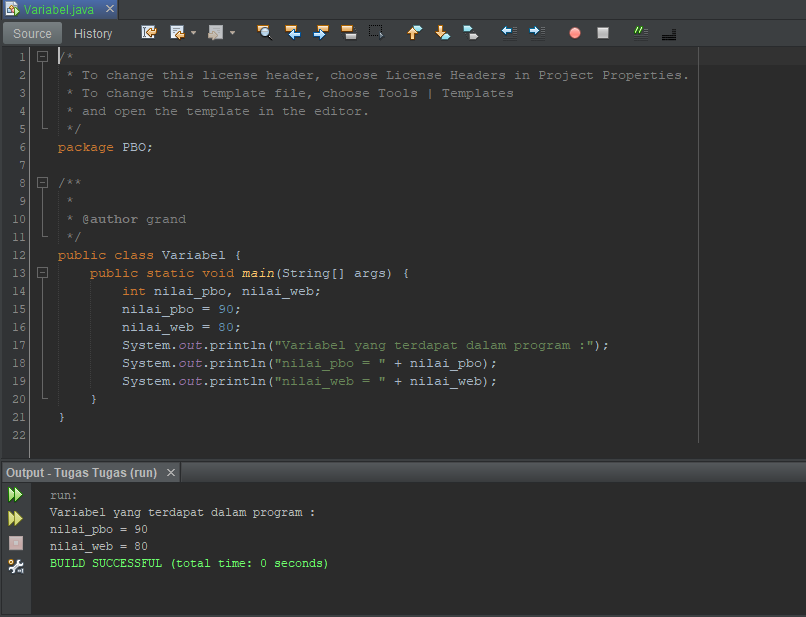 Variabel.java
Source History
1 /*
2 * To change this license header, choose License Headers in Project Properties.
3 * To change this template file, choose Tools | Templates
4 * and open the template in the editor.
5 */
6 package PBO;
7
8 /**
9 *
10 * @author grand
11 */
12 public class Variabel {
13 public static void main(String[] args) {
14 int nilai_pbo, nilai_web;
15 nilai_pbo = 90;
16 nilai_web = 80;
17 System.out.println("Variabel yang terdapat dalam program :");
18 System.out.println("nilai_pbo = " + nilai_pbo);
19 System.out.println("nilai_web = " + nilai_web);
20 }
21 }
22
Output - Tugas Tugas (run)
run:
Variabel yang terdapat dalam program :
nilai_pbo = 90
nilai_web = 80
BUILD SUCCESSFUL (total time: 0 seconds)